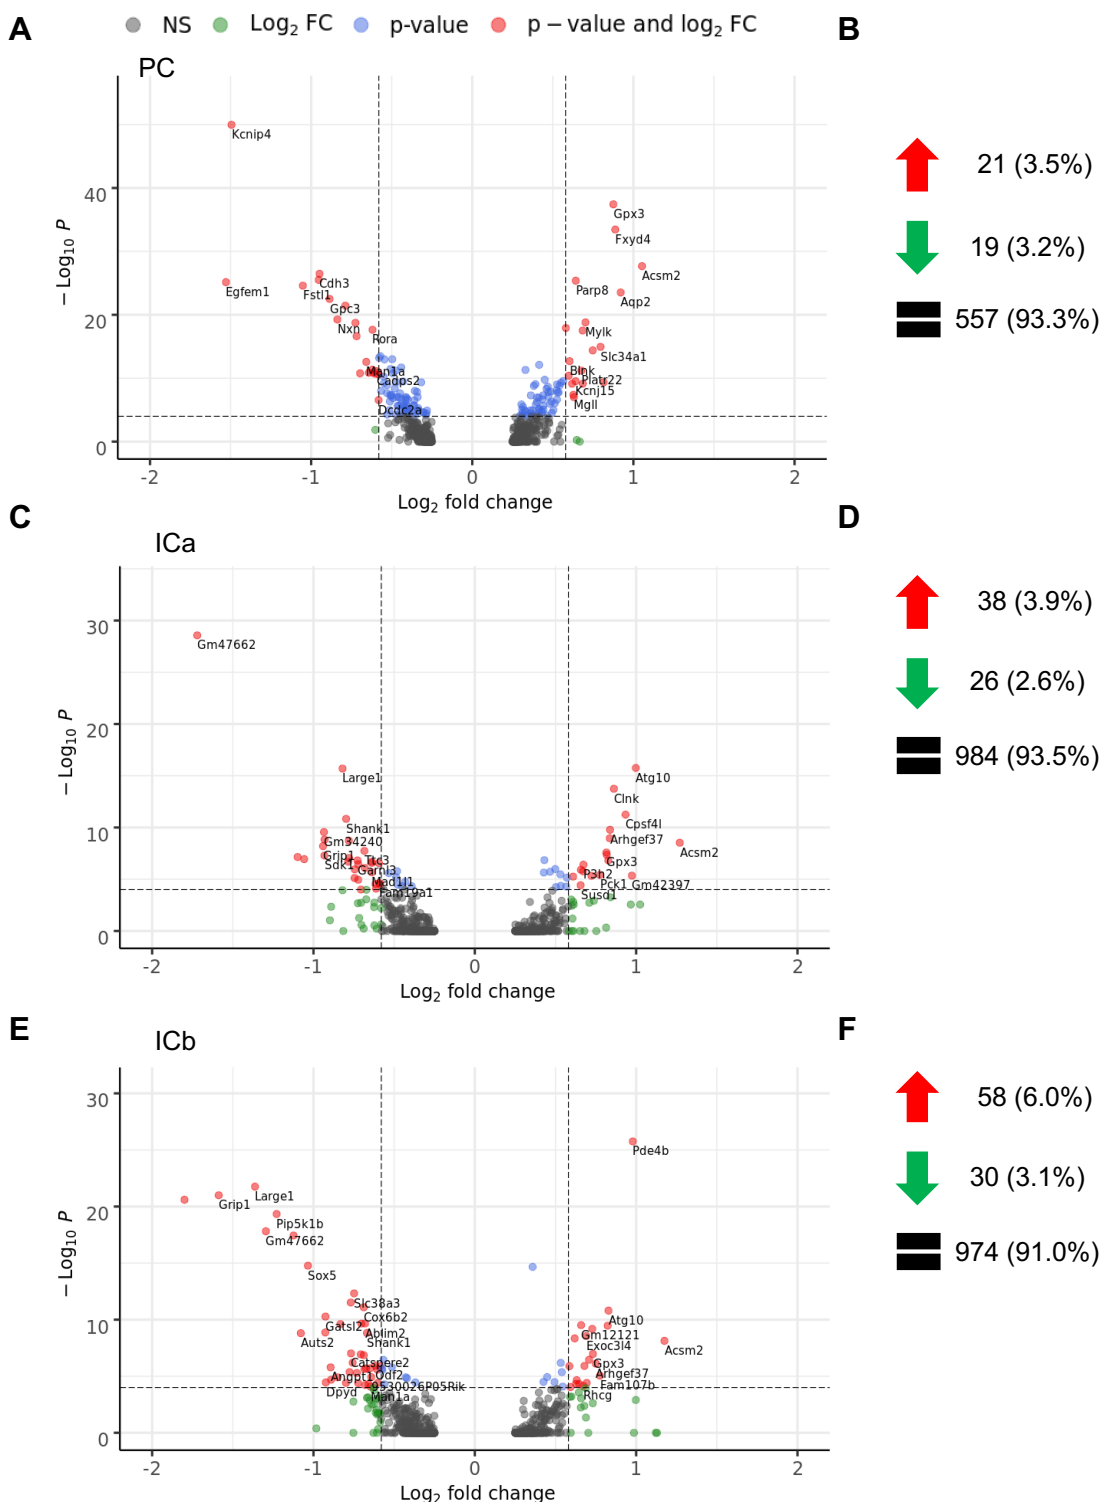 A
NS
Log2 FC
p-value
p – value and log2 FC
B
PC
Kcnip4
Egfem1
Cdh3
Fstl1
Gpc3
Nxn
Rora
Man1a
Cadps2
Dcdc2a
Gpx3
Fxyd4
Acsm2
Parp8
Aqp2
Mylk
Slc34a1
Blnk
Platr22
Kcnj15
Mgll
40
20
0
– Log10 P
-2
-1
0
1
2
Log2 fold change
21 (3.5%)
19 (3.2%)
557 (93.3%)
C
D
ICa
Gm47662
Large1
Shank1
Gm34240
Grip1
Sdk1
Ttc3
Garnl3
Mad1l1
Fam19a1
Atg10
Clnk
Cpsf4l
Arhgef37
Acsm2
Gpx3
P3h2
Pck1
Gm42397
Susd1
30
20
10
0
– Log10 P
-2
-1
0
1
2
Log2 fold change
38 (3.9%)
26 (2.6%)
984 (93.5%)
E
F
ICb
Pde4b
Large1
Grip1
Pip5k1b
Gm47662
Sox5
Slc38a3
Cox6b2
Gatsl2
Ablim2
Auts2
Shank1
Catspere2
Angpt1
Odf2
9530026P05Rik
Dpyd
Man1a
Atg10
Gm12121
Exoc3l4
Acsm2
Gpx3
Arhgef37
Fam107b
Rhcg
30
20
10
0
– Log10 P
-2
-1
0
1
2
Log2 fold change
58 (6.0%)
30 (3.1%)
974 (91.0%)